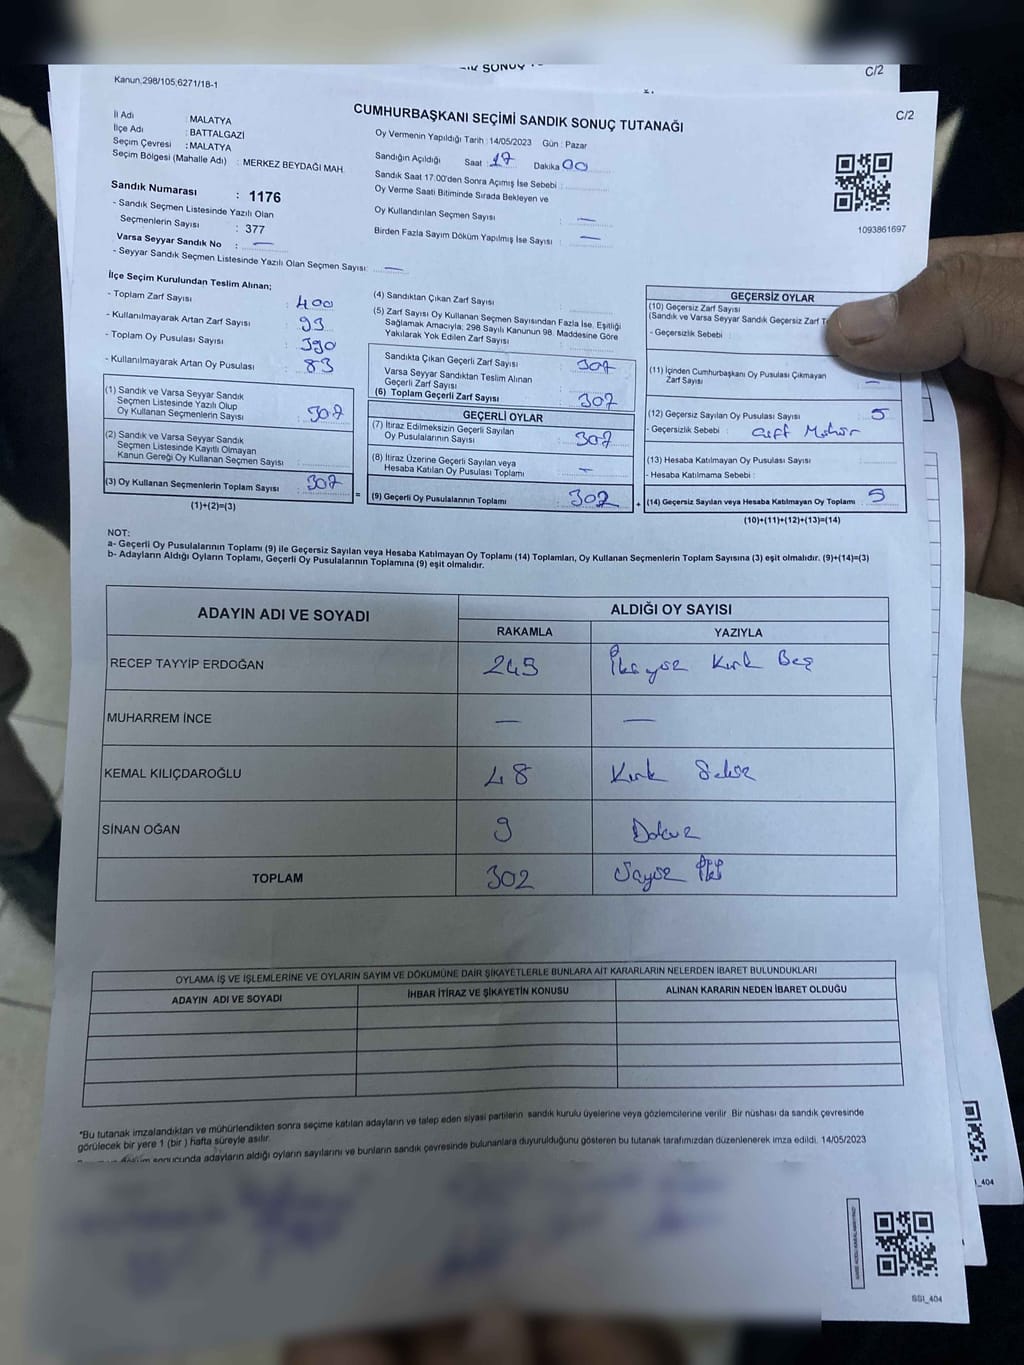 C/2
Kanun,298/105,6271/18-1
C/2
CUMHURBAŞKANI SEÇİMİ SANDIK SONUÇ TUTANAĞI
İl Adı : MALATYA
İlçe Adı : BATTALGAZİ
Seçim Çevresi : MALATYA
Seçim Bölgesi (Mahalle Adı) : MERKEZ BEYDAĞI MAH.
Sandık Numarası : 1176
- Sandık Seçmen Listesinde Yazılı Olan
Seçmenlerin Sayısı : 377
Varsa Seyyar Sandık No : —
- Seyyar Sandık Seçmen Listesinde Yazılı Olan Seçmen Sayısı: —
Oy Vermenin Yapıldığı Tarih : 14/05/2023 Gün : Pazar
Sandığın Açıldığı Saat : 17 Dakika 00
Sandık Saat 17.00'den Sonra Açımış İse Sebebi :
Oy Verme Saati Bitiminde Sırada Bekleyen ve
Oy Kullandırılan Seçmen Sayısı : —
Birden Fazla Sayım Döküm Yapılmış İse Sayısı : —
1093861697
İlçe Seçim Kurulundan Teslim Alınan;
- Toplam Zarf Sayısı : 400
- Kullanılmayarak Artan Zarf Sayısı : 93
- Toplam Oy Pusulası Sayısı : 390
- Kullanılmayarak Artan Oy Pusulası : 83
(1) Sandık ve Varsa Seyyar Sandık
Seçmen Listesinde Yazılı Olup
Oy Kullanan Seçmenlerin Sayısı : 307
(2) Sandık ve Varsa Seyyar Sandık
Seçmen Listesinde Kayıtlı Olmayan
Kanun Gereği Oy Kullanan Seçmen Sayısı :
(3) Oy Kullanan Seçmenlerin Toplam Sayısı : 307
(1)+(2)=(3)
=
(4) Sandıktan Çıkan Zarf Sayısı :
(5) Zarf Sayısı Oy Kullanan Seçmen Sayısından Fazla İse, Eşitliği
Sağlamak Amacıyla; 298 Sayılı Kanunun 98. Maddesine Göre
Yakılarak Yok Edilen Zarf Sayısı :
Sandıkta Çıkan Geçerli Zarf Sayısı : 307
Varsa Seyyar Sandıktan Teslim Alınan
Geçerli Zarf Sayısı :
(6) Toplam Geçerli Zarf Sayısı : 307
GEÇERLİ OYLAR
(7) İtiraz Edilmeksizin Geçerli Sayılan
Oy Pusulalarının Sayısı : 302
(8) İtiraz Üzerine Geçerli Sayılan veya
Hesaba Katılan Oy Pusulası Toplamı : —
(9) Geçerli Oy Pusulalarının Toplamı : 302
+
GEÇERSİZ OYLAR
(10) Geçersiz Zarf Sayısı
(Sandık ve Varsa Seyyar Sandık Geçersiz Zarf
- Geçersizlik Sebebi :
(11) İçinden Cumhurbaşkanı Oy Pusulası Çıkmayan
Zarf Sayısı : —
(12) Geçersiz Sayılan Oy Pusulası Sayısı : 5
- Geçersizlik Sebebi : Çift Mühür
(13) Hesaba Katılmayan Oy Pusulası Sayısı :
- Hesaba Katılmama Sebebi :
(14) Geçersiz Sayılan veya Hesaba Katılmayan Oy Toplamı : 5
(10)+(11)+(12)+(13)=(14)
NOT:
a- Geçerli Oy Pusulalarının Toplamı (9) ile Geçersiz Sayılan veya Hesaba Katılmayan Oy Toplamı (14) Toplamları, Oy Kullanan Seçmenlerin Toplam Sayısına (3) eşit olmalıdır. (9)+(14)=(3)
b- Adayların Aldığı Oyların Toplamı, Geçerli Oy Pusulalarının Toplamına (9) eşit olmalıdır.
ADAYIN ADI VE SOYADI ALDIĞI OY SAYISI
RAKAMLA YAZIYLA
RECEP TAYYİP ERDOĞAN 245 İkiyüz Kırk Beş
MUHARREM İNCE — —
KEMAL KILIÇDAROĞLU 48 Kırk Sekiz
SİNAN OĞAN 9 Dokuz
TOPLAM 302 İki
OYLAMA İŞ VE İŞLEMLERİNE VE OYLARIN SAYIM VE DÖKÜMÜNE DAİR ŞİKAYETLERLE BUNLARA AİT KARARLARIN NELERDEN İBARET BULUNDUKLARI
ADAYIN ADI VE SOYADI İHBAR İTİRAZ VE ŞİKAYETİN KONUSU ALINAN KARARIN NEDEN İBARET OLDUĞU
*Bu tutanak imzalandıktan ve mühürlendikten sonra seçime katılan adayların ve talep eden siyasi partilerin sandık kurulu üyelerine veya gözlemcilerine verilir. Bir nüshası da sandık çevresinde
görülecek bir yere 1 (bir) hafta süreyle asılır.
sonucunda adayların aldığı oyların sayılarını ve bunların sandık çevresinde bulunanlara duyurulduğunu gösteren bu tutanak tarafımızdan düzenlenerek imza edildi. 14/05/2023
SS1_404